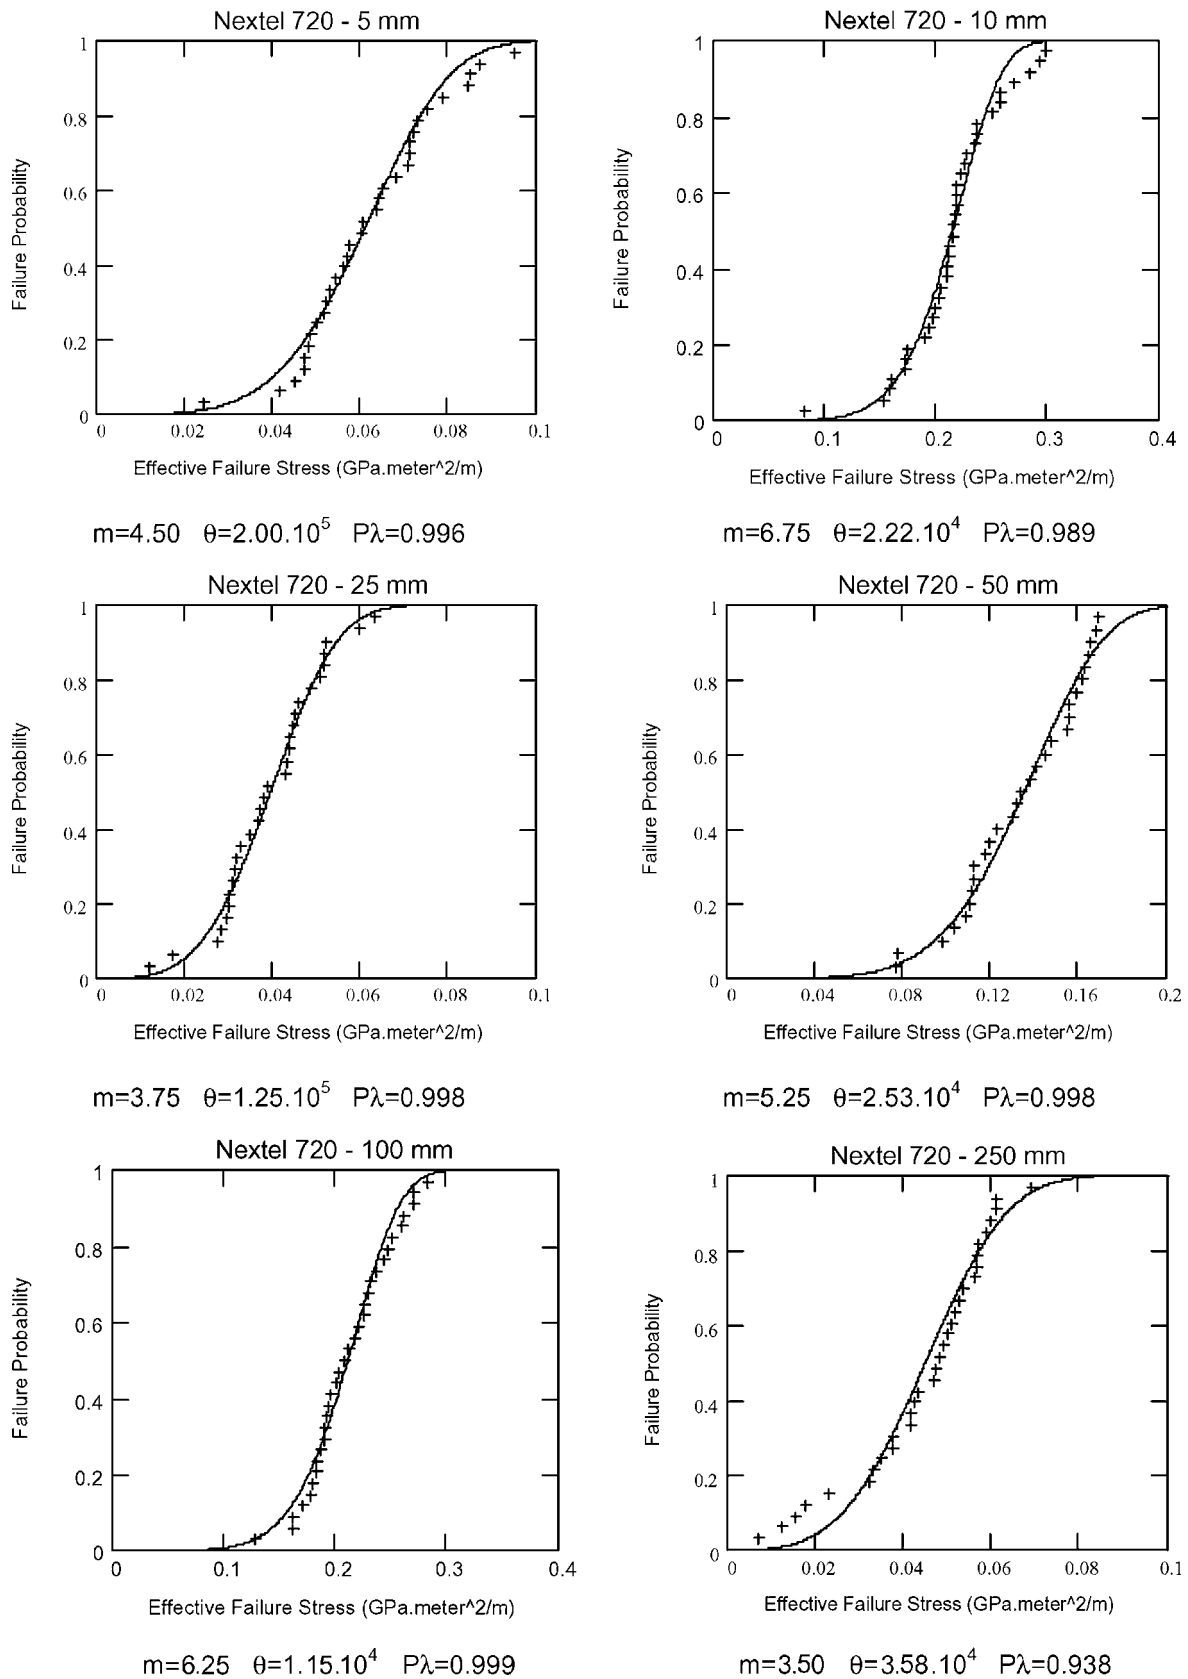 Nextel 720 - 5 mm
1
0.8
0.6
0.4
0.2
0
Failure Probability
0 0.02 0.04 0.06 0.08 0.1
Effective Failure Stress (GPa.meter^2/m)
m=4.50 θ=2.00.10^5 Pλ=0.996
Nextel 720 - 10 mm
1
0.8
0.6
0.4
0.2
0
Failure Probability
0 0.1 0.2 0.3 0.4
Effective Failure Stress (GPa.meter^2/m)
m=6.75 θ=2.22.10^4 Pλ=0.989
Nextel 720 - 25 mm
1
0.8
0.6
0.4
0.2
0
Failure Probability
0 0.02 0.04 0.06 0.08 0.1
Effective Failure Stress (GPa.meter^2/m)
m=3.75 θ=1.25.10^5 Pλ=0.998
Nextel 720 - 50 mm
1
0.8
0.6
0.4
0.2
0
Failure Probability
0 0.04 0.08 0.12 0.16 0.2
Effective Failure Stress (GPa.meter^2/m)
m=5.25 θ=2.53.10^4 Pλ=0.998
Nextel 720 - 100 mm
1
0.8
0.6
0.4
0.2
0
Failure Probability
0 0.1 0.2 0.3 0.4
Effective Failure Stress (GPa.meter^2/m)
m=6.25 θ=1.15.10^4 Pλ=0.999
Nextel 720 - 250 mm
1
0.8
0.6
0.4
0.2
0
Failure Probability
0 0.02 0.04 0.06 0.08 0.1
Effective Failure Stress (GPa.meter^2/m)
m=3.50 θ=3.58.10^4 Pλ=0.938